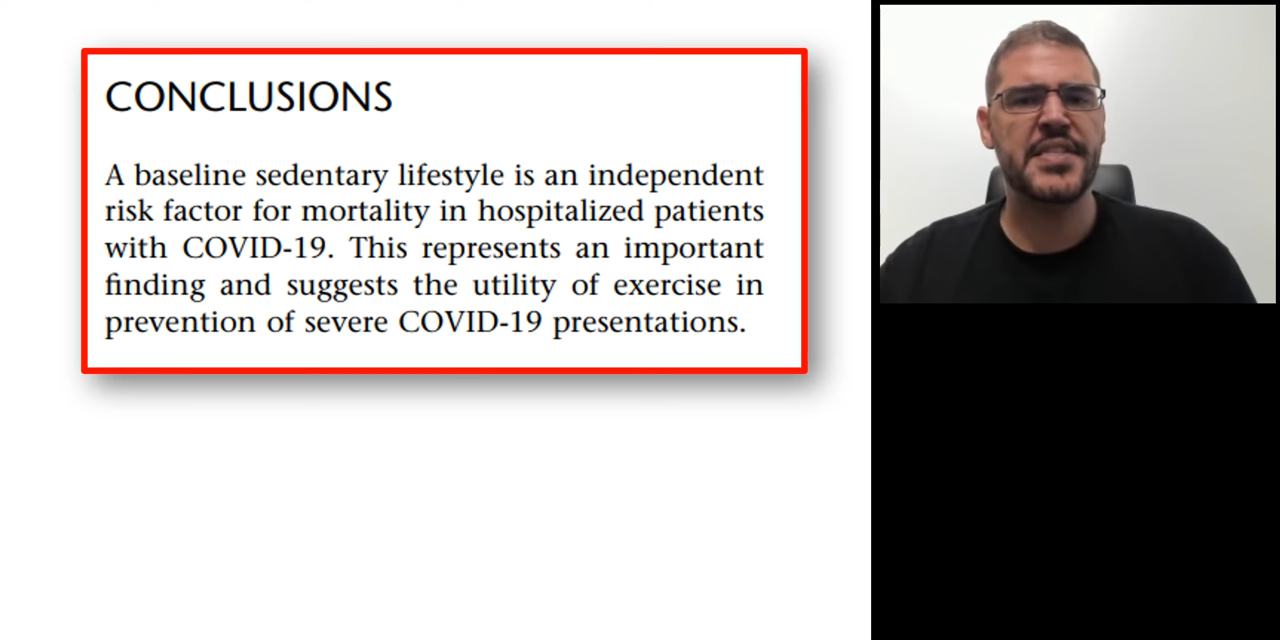 CONCLUSIONS
A baseline sedentary lifestyle is an independent
risk factor for mortality in hospitalized patients
with COVID-19. This represents an important
finding and suggests the utility of exercise in
prevention of severe COVID-19 presentations.